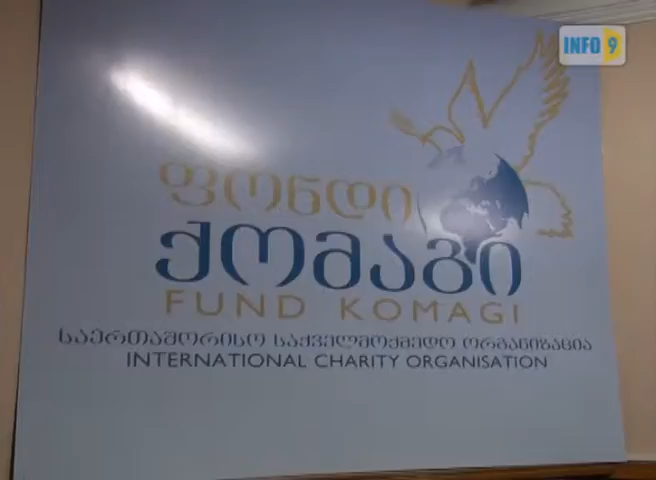 INFO 9
ფონდი
ქომაგი
FUND KOMAGI
საერთაშორისო საქველმოქმედო ორგანიზაცია
INTERNATIONAL CHARITY ORGANISATION